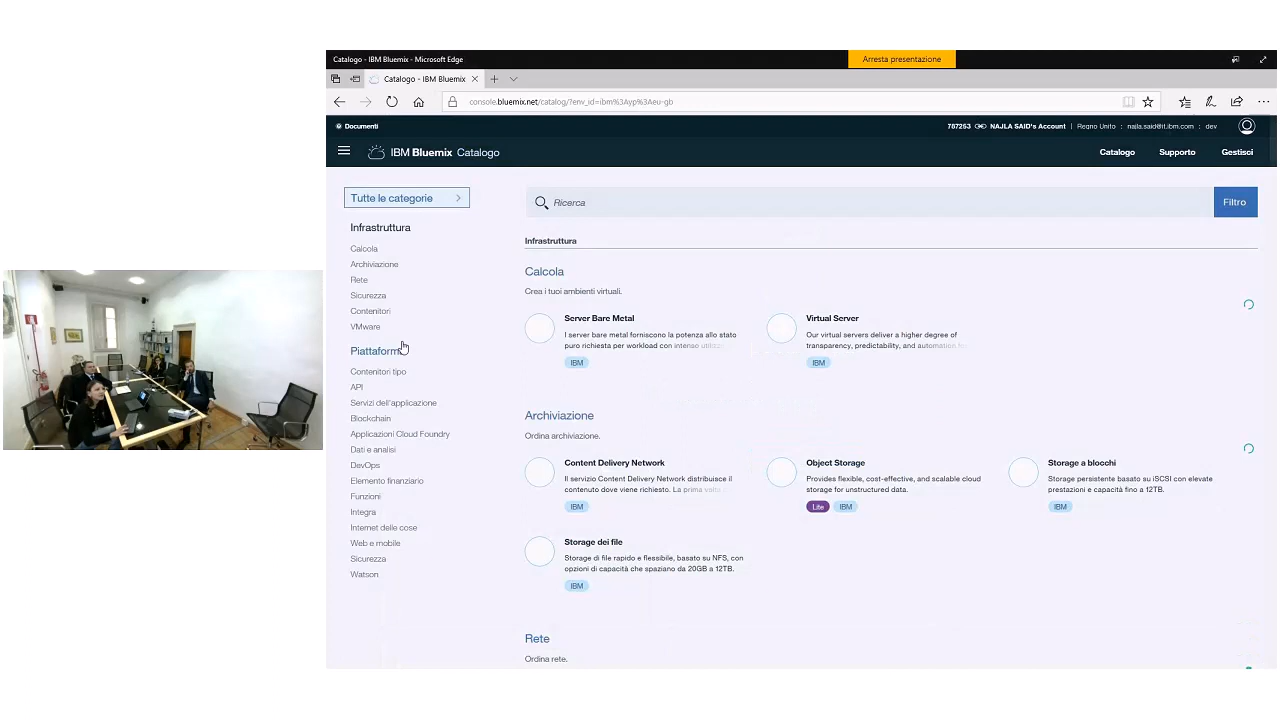 Catalogo - IBM Bluemix - Microsoft Edge
Arresta presentazione
Catalogo - IBM Bluemix
console.bluemix.net/catalog/?env_id=ibm%3Ayp%3Aeu-gb
Documenti
787253 NAJLA SAID's Account | Regno Unito : najla.said@it.ibm.com : dev
IBM Bluemix Catalogo
Catalogo
Supporto
Gestisci
Tutte le categorie
Infrastruttura
Calcola
Archiviazione
Rete
Sicurezza
Contenitori
VMware
Piattaform
Contenitori tipo
API
Servizi dell'applicazione
Blockchain
Applicazioni Cloud Foundry
Dati e analisi
DevOps
Elemento finanziario
Funzioni
Integra
Internet delle cose
Web e mobile
Sicurezza
Watson
Ricerca
Filtro
Infrastruttura
Calcola
Crea i tuoi ambienti virtuali.
Server Bare Metal
I server bare metal forniscono la potenza allo stato
puro richiesta per workload con intenso utilizz
IBM
Virtual Server
Our virtual servers deliver a higher degree of
transparency, predictability, and automation fo
IBM
Archiviazione
Ordina archiviazione.
Content Delivery Network
Il servizio Content Delivery Network distribuisce il
contenuto dove viene richiesto. La prima volta
IBM
Object Storage
Provides flexible, cost-effective, and scalable cloud
storage for unstructured data.
Lite
IBM
Storage a blocchi
Storage persistente basato su iSCSI con elevate
prestazioni e capacità fino a 12TB.
IBM
Storage dei file
Storage di file rapido e flessibile, basato su NFS, con
opzioni di capacità che spaziano da 20GB a 12TB.
IBM
Rete
Ordina rete.